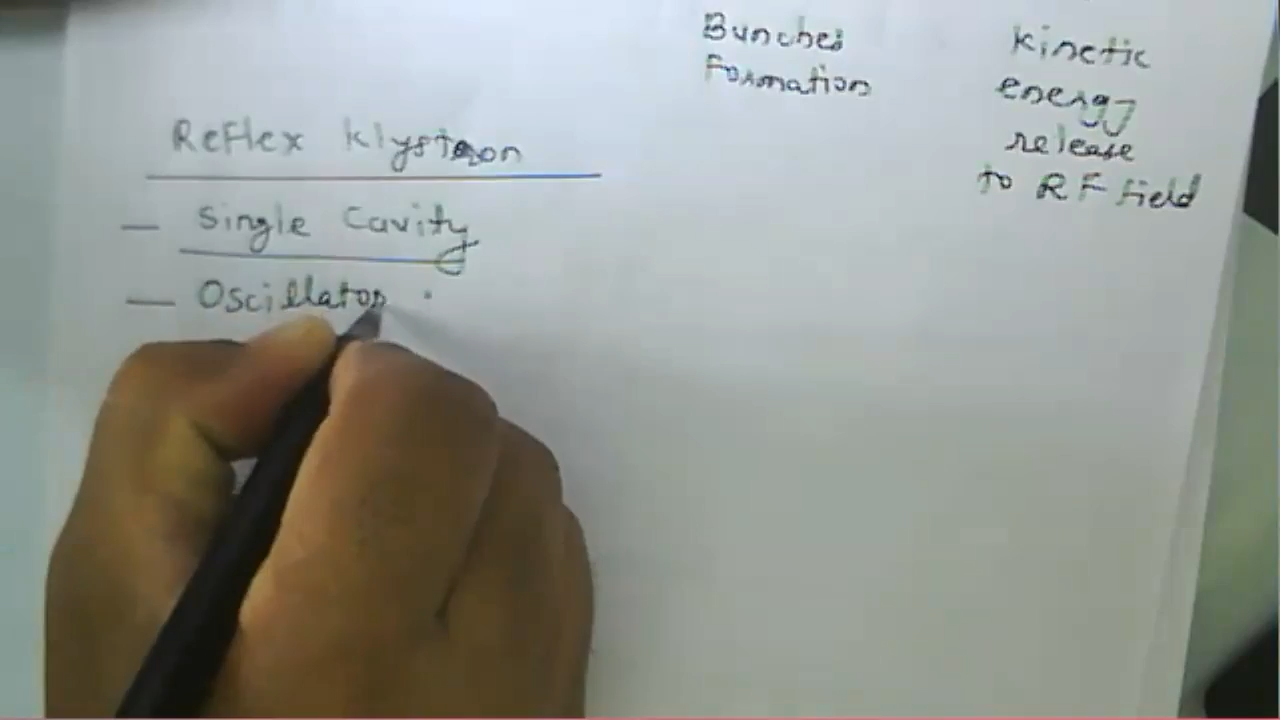 Bunches
Formation
Kinetic
energy
release
to RF field
Reflex Klystron
— Single Cavity
— Oscillator